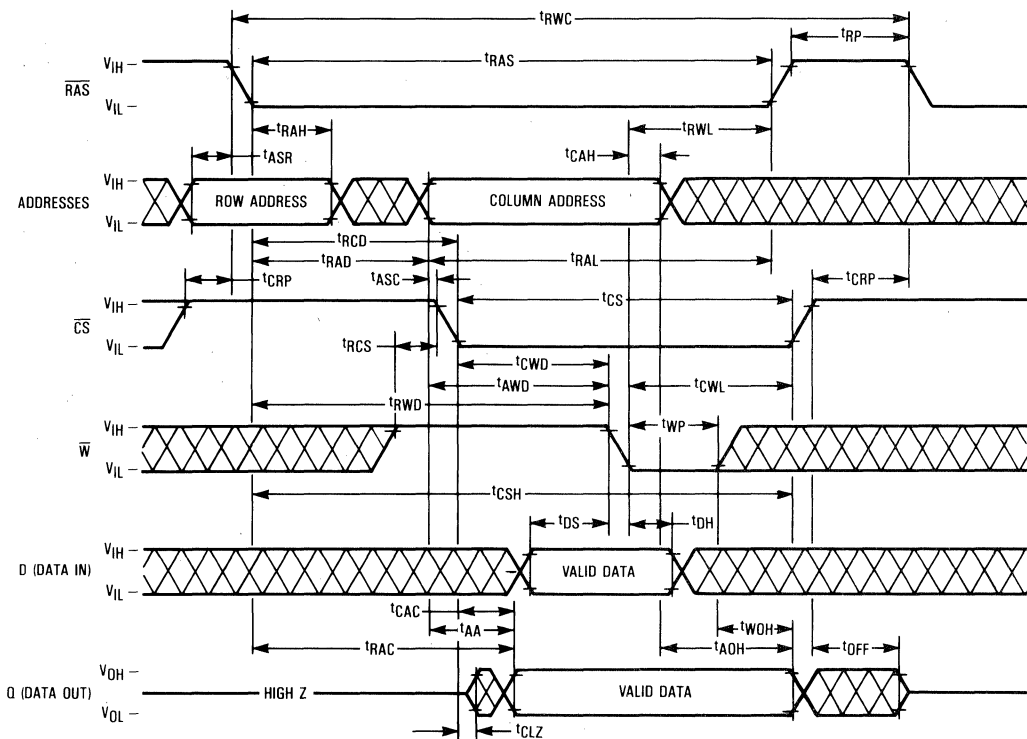 tRWC
tRP
VIH
tRAS
RAS
VIL
tRAH
tRWL
tASR
tCAH
VIH
ADDRESSES
ROW ADDRESS
COLUMN ADDRESS
VIL
tRCD
tRAD
tRAL
tCRP
tASC
tCRP
VIH
tCS
CS
VIL
tRCS
tCWD
tAWD
tCWL
tRWD
VIH
tWP
W
VIL
tCSH
tDS
tDH
VIH
D (DATA IN)
VALID DATA
VIL
tCAC
tAA
tWOH
tRAC
tAOH
tOFF
VOH
Q (DATA OUT)
HIGH Z
VALID DATA
VOL
tCLZ